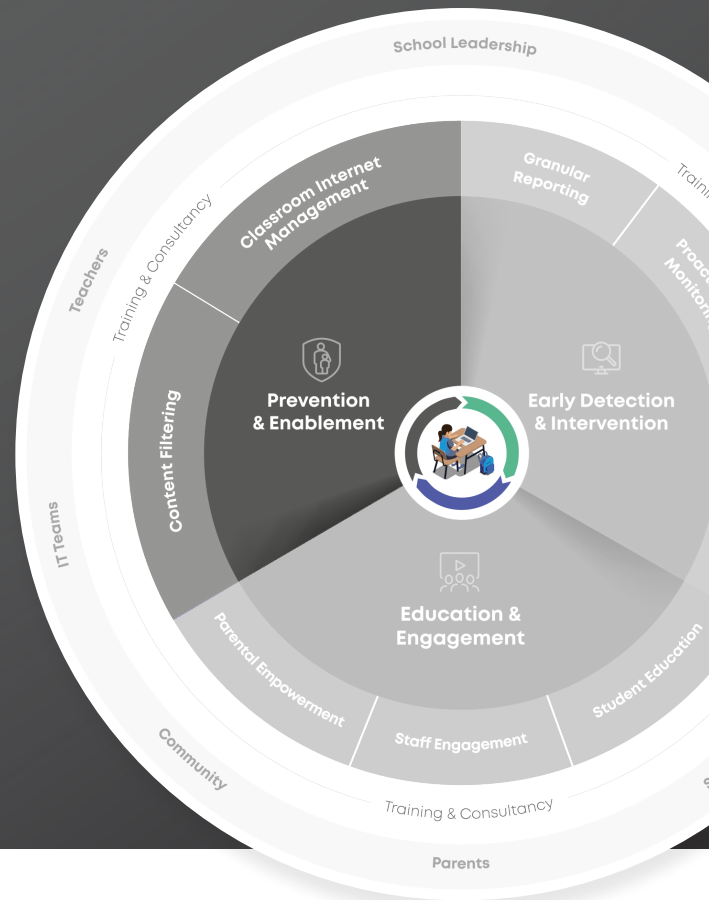 School Leadership
Training & Consultancy
Teachers
Classroom Internet
Management
Granular
Reporting
Prevention
& Enablement
Early Detection
& Intervention
Content Filtering
IT Teams
Education &
Engagement
Parental Empowerment
Staff Engagement
Student Education
Community
Training & Consultancy
Parents